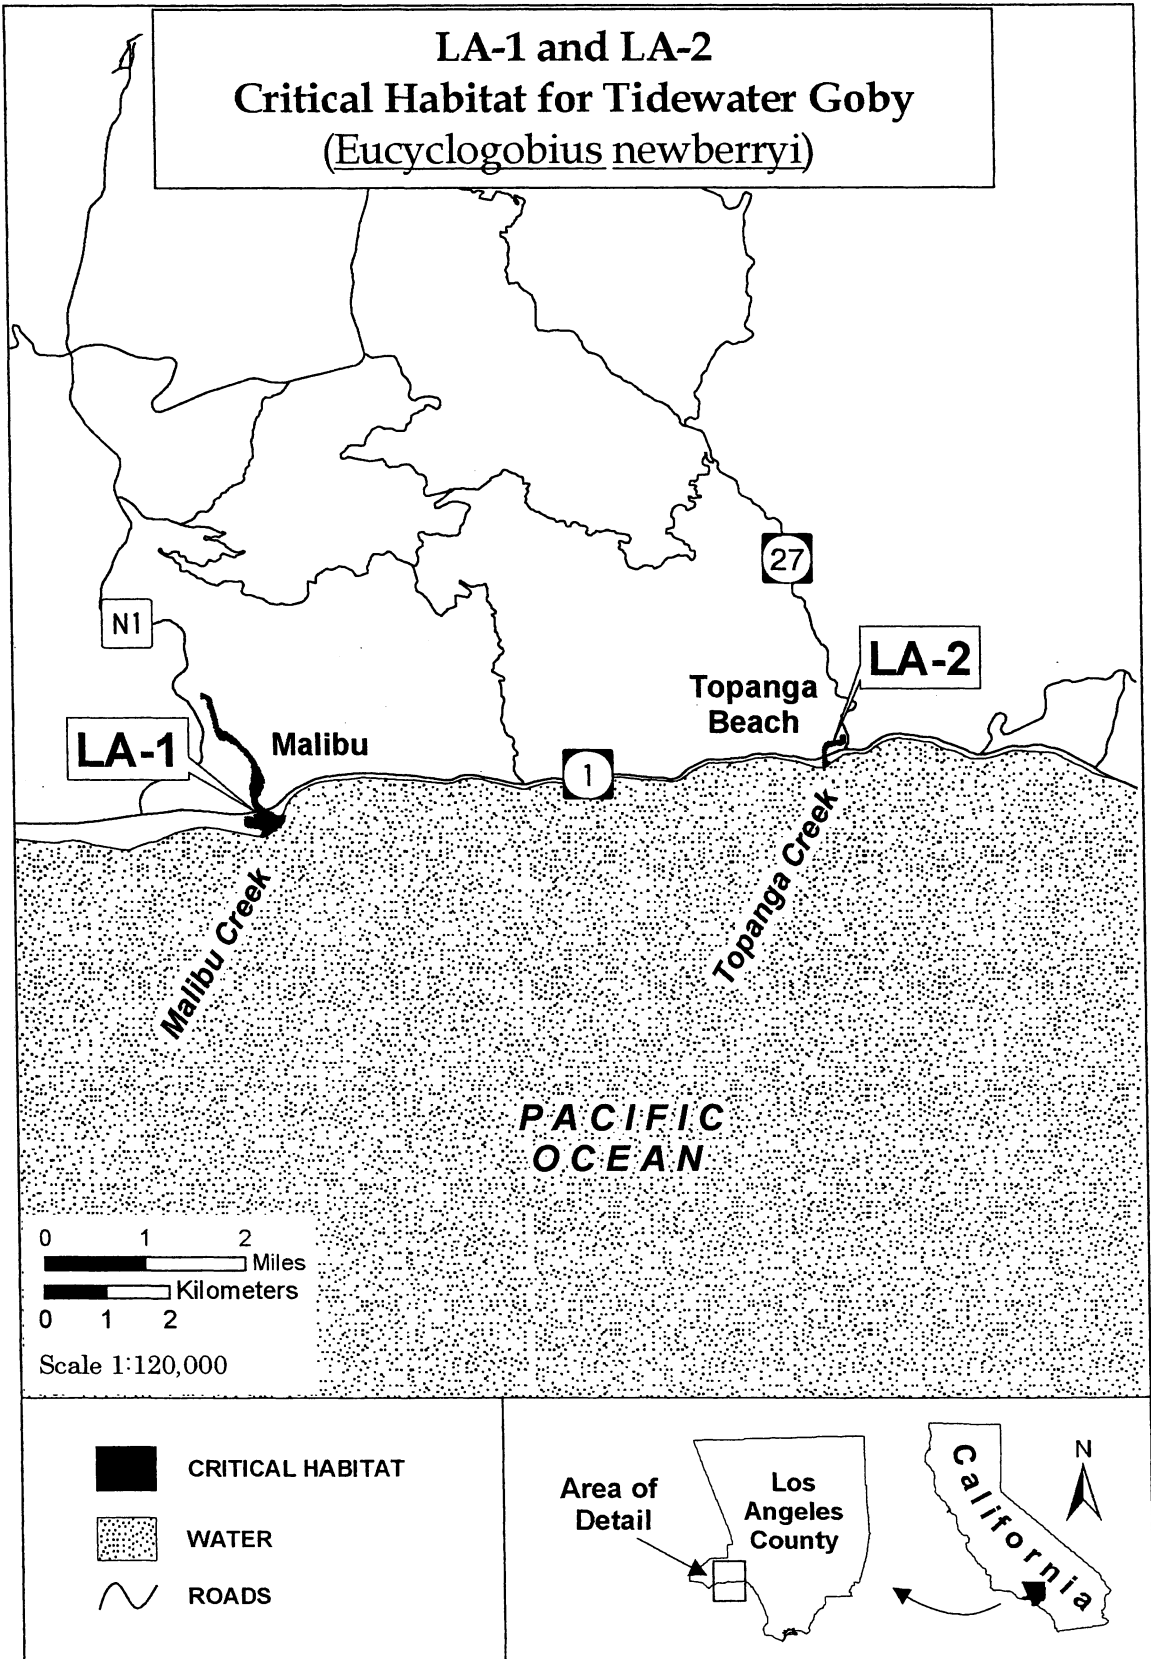 LA-1 and LA-2
Critical Habitat for Tidewater Goby
(Eucyclogobius newberryi)
27
N1
LA-2
Topanga
Beach
LA-1
Malibu
1
Topanga Creek
Malibu Creek
PACIFIC
OCEAN
0 1 2
Miles
Kilometers
0 1 2
Scale 1:120,000
CRITICAL HABITAT
WATER
ROADS
Area of
Detail
Los
Angeles
County
California
N